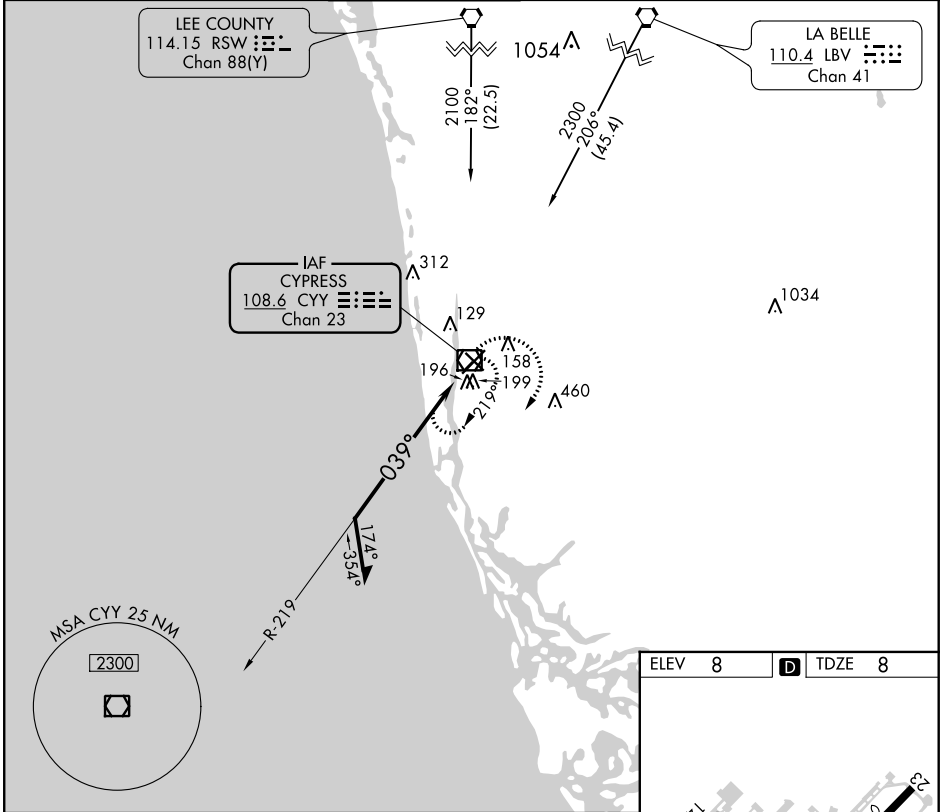 LEE COUNTY
114.15 RSW
Chan 88(Y)
1054
LA BELLE
110.4 LBV
Chan 41
2100
182°
(22.5)
2300
206°
(45.4)
IAF
CYPRESS
108.6 CYY
Chan 23
312
129
1034
158
196
199
460
219°
039°
174°
354°
R-219
MSA CYY 25 NM
2300
ELEV 8 D TDZE 8
23